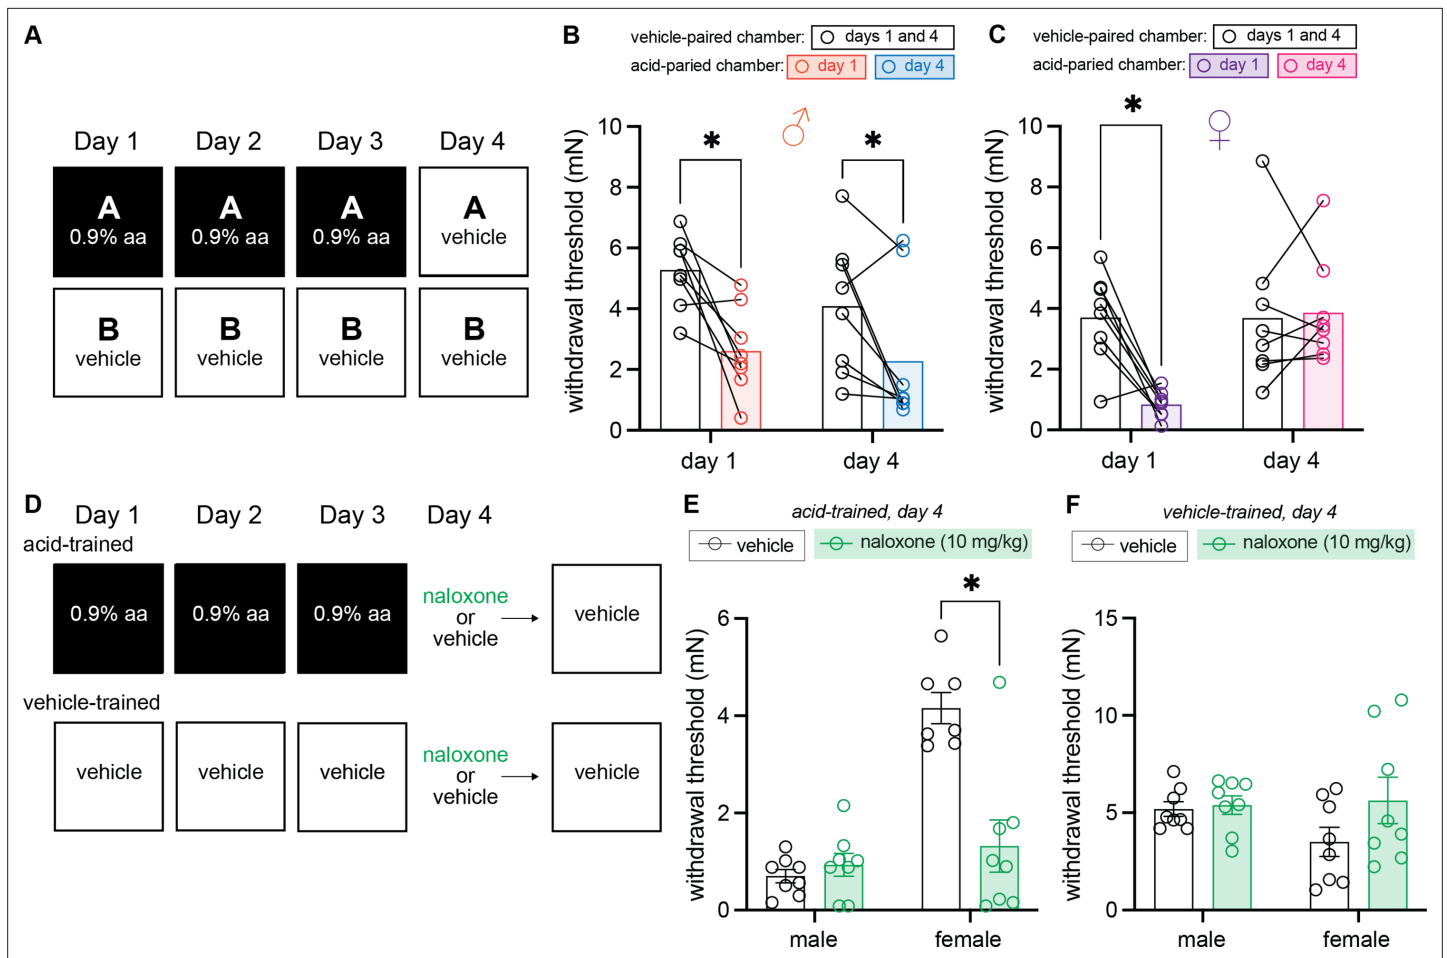 A
Day 1 Day 2 Day 3 Day 4
A A A A
0.9% aa 0.9% aa 0.9% aa vehicle
B B B B
vehicle vehicle vehicle vehicle
B
vehicle-paired chamber: days 1 and 4
acid-paried chamber: day 1 day 4
* ♂ *
withdrawal threshold (mN)
10
8
6
4
2
0
day 1 day 4
C
vehicle-paired chamber: days 1 and 4
acid-paried chamber: day 1 day 4
* ♀
withdrawal threshold (mN)
10
8
6
4
2
0
day 1 day 4
D
Day 1 Day 2 Day 3 Day 4
acid-trained
0.9% aa 0.9% aa 0.9% aa
naloxone
or
vehicle
vehicle
vehicle-trained
vehicle vehicle vehicle
naloxone
or
vehicle
vehicle
E
acid-trained, day 4
vehicle naloxone (10 mg/kg)
*
withdrawal threshold (mN)
6
4
2
0
male female
F
vehicle-trained, day 4
vehicle naloxone (10 mg/kg)
withdrawal threshold (mN)
15
10
5
0
male female